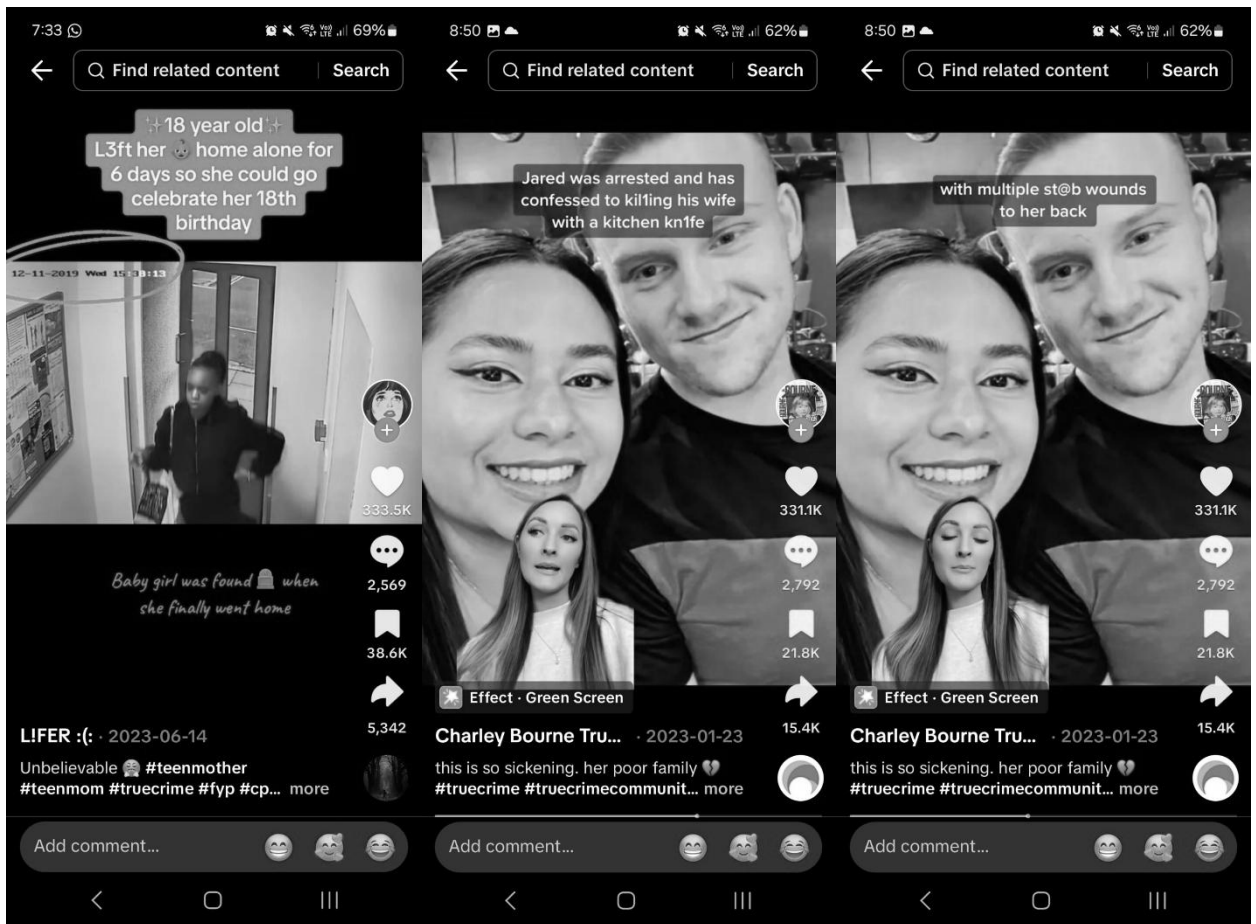 7:33
69%
Find related content
Search
✨18 year old✨
L3ft her 👶 home alone for
6 days so she could go
celebrate her 18th
birthday
12-11-2019 Wed 15:38:13
333.5K
2,569
38.6K
5,342
Baby girl was found 🪦 when
she finally went home
L!FER :(: · 2023-06-14
Unbelievable #teenmother
#teenmom #truecrime #fyp #cp... more
Add comment...
8:50
62%
Find related content
Search
Jared was arrested and has
confessed to kil1ing his wife
with a kitchen kn1fe
331.1K
2,792
21.8K
15.4K
Effect · Green Screen
Charley Bourne Tru... · 2023-01-23
this is so sickening. her poor family 💔
#truecrime #truecrimecommunit... more
Add comment...
8:50
62%
Find related content
Search
with multiple st@b wounds
to her back
331.1K
2,792
21.8K
15.4K
Effect · Green Screen
Charley Bourne Tru... · 2023-01-23
this is so sickening. her poor family 💔
#truecrime #truecrimecommunit... more
Add comment...